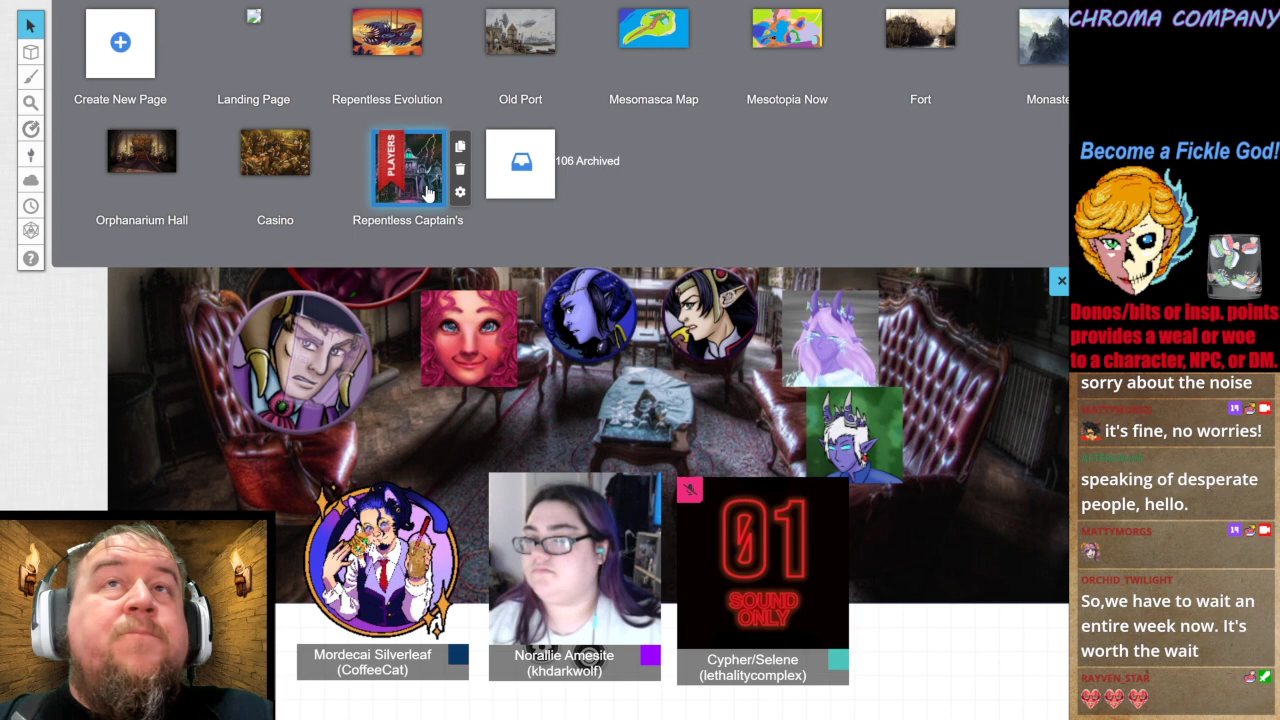 Create New Page
Landing Page
Repentless Evolution
Old Port
Mesomasca Map
Mesotopia Now
Fort
Monaste
PLAYERS
106 Archived
Orphanarium Hall
Casino
Repentless Captain's
CHROMA COMPANY
Become a Fickle God!
Donos/bits or insp. points
provides a weal or woe
to a character, NPC, or DM.
sorry about the noise
MATTYMORGS
19
it's fine, no worries!
speaking of desperate
people, hello.
MATTYMORGS
19
ORCHID_TWILIGHT
So,we have to wait an
entire week now. It's
worth the wait
RAYVEN_STAR
01
SOUND
ONLY
Mordecai Silverleaf
(CoffeeCat)
Norallie Amesite
(khdarkwolf)
Cypher/Selene
(lethalitycomplex)